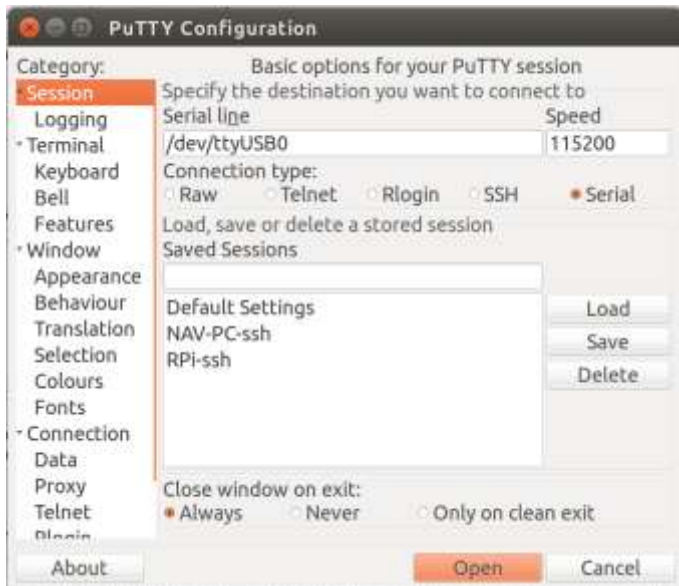 PuTTY Configuration
Category:
Session
Logging
Terminal
Keyboard
Bell
Features
Window
Appearance
Behaviour
Translation
Selection
Colours
Fonts
Connection
Data
Proxy
Telnet
Basic options for your PuTTY session
Specify the destination you want to connect to
Serial line Speed
/dev/ttyUSB0 115200
Connection type:
Raw Telnet Rlogin SSH Serial
Load, save or delete a stored session
Saved Sessions
Default Settings
NAV-PC-ssh
RPi-ssh
Load
Save
Delete
Close window on exit:
Always Never Only on clean exit
About Open Cancel